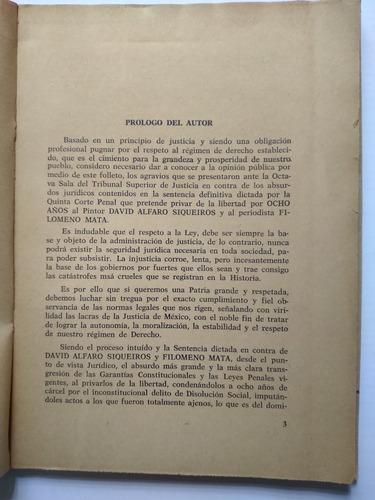 PROLOGO DEL AUTOR
Basado en un principio de justicia y siendo una obligación
profesional pugnar por el respeto al régimen de derecho estableci-
do, que es el cimiento para la grandeza y prosperidad de nuestro
pueblo, considero necesario dar a conocer a la opinión pública por
medio de este folleto, los agravios que se presentaron ante la Octa-
va Sala del Tribunal Superior de Justicia en contra de los absur-
dos jurídicos contenidos en la sentencia definitiva dictada por la
Quinta Corte Penal que pretende privar de la libertad por OCHO
AÑOS al Pintor DAVID ALFARO SIQUEIROS y al periodista FI-
LOMENO MATA.
Es indudable que el respeto a la Ley, debe ser siempre la ba-
se y objeto de la administración de justicia, de lo contrario, nunca
podrá existir la seguridad jurídica necesaria en toda sociedad, pa-
ra poder subsistir. La injusticia corroe, lenta, pero incesantemente
la base de los gobiernos por fuertes que ellos sean y trae consigo
las catástrofes msá crueles que se registran en la Historia.
Es por ello que si queremos una Patria grande y respetada,
debemos luchar sin tregua por el exacto cumplimiento y fiel ob-
servancia de las normas legales que nos rigen, señalando con viri-
lidad las lacras de la Justicia de México, con el noble fin de tratar
de lograr la autonomía, la moralización, la estabilidad y el respeto
de nuestro régimen de Derecho.
Siendo el proceso intuído y la Sentencia dictada en contra de
DAVID ALFARO SIQUEIROS y FILOMENO MATA, desde el pun-
to de vista Jurídico, el absurdo más grande y la más clara trans-
gresión de las Garantías Constitucionales y las Leyes Penales vi-
gentes, al privarlos de la libertad, condenándolos a ocho años de
cárcel por el inconstitucional delito de Disolución Social, impután-
doles actos a los que fueron totalmente ajenos, lo que es del domi-
3